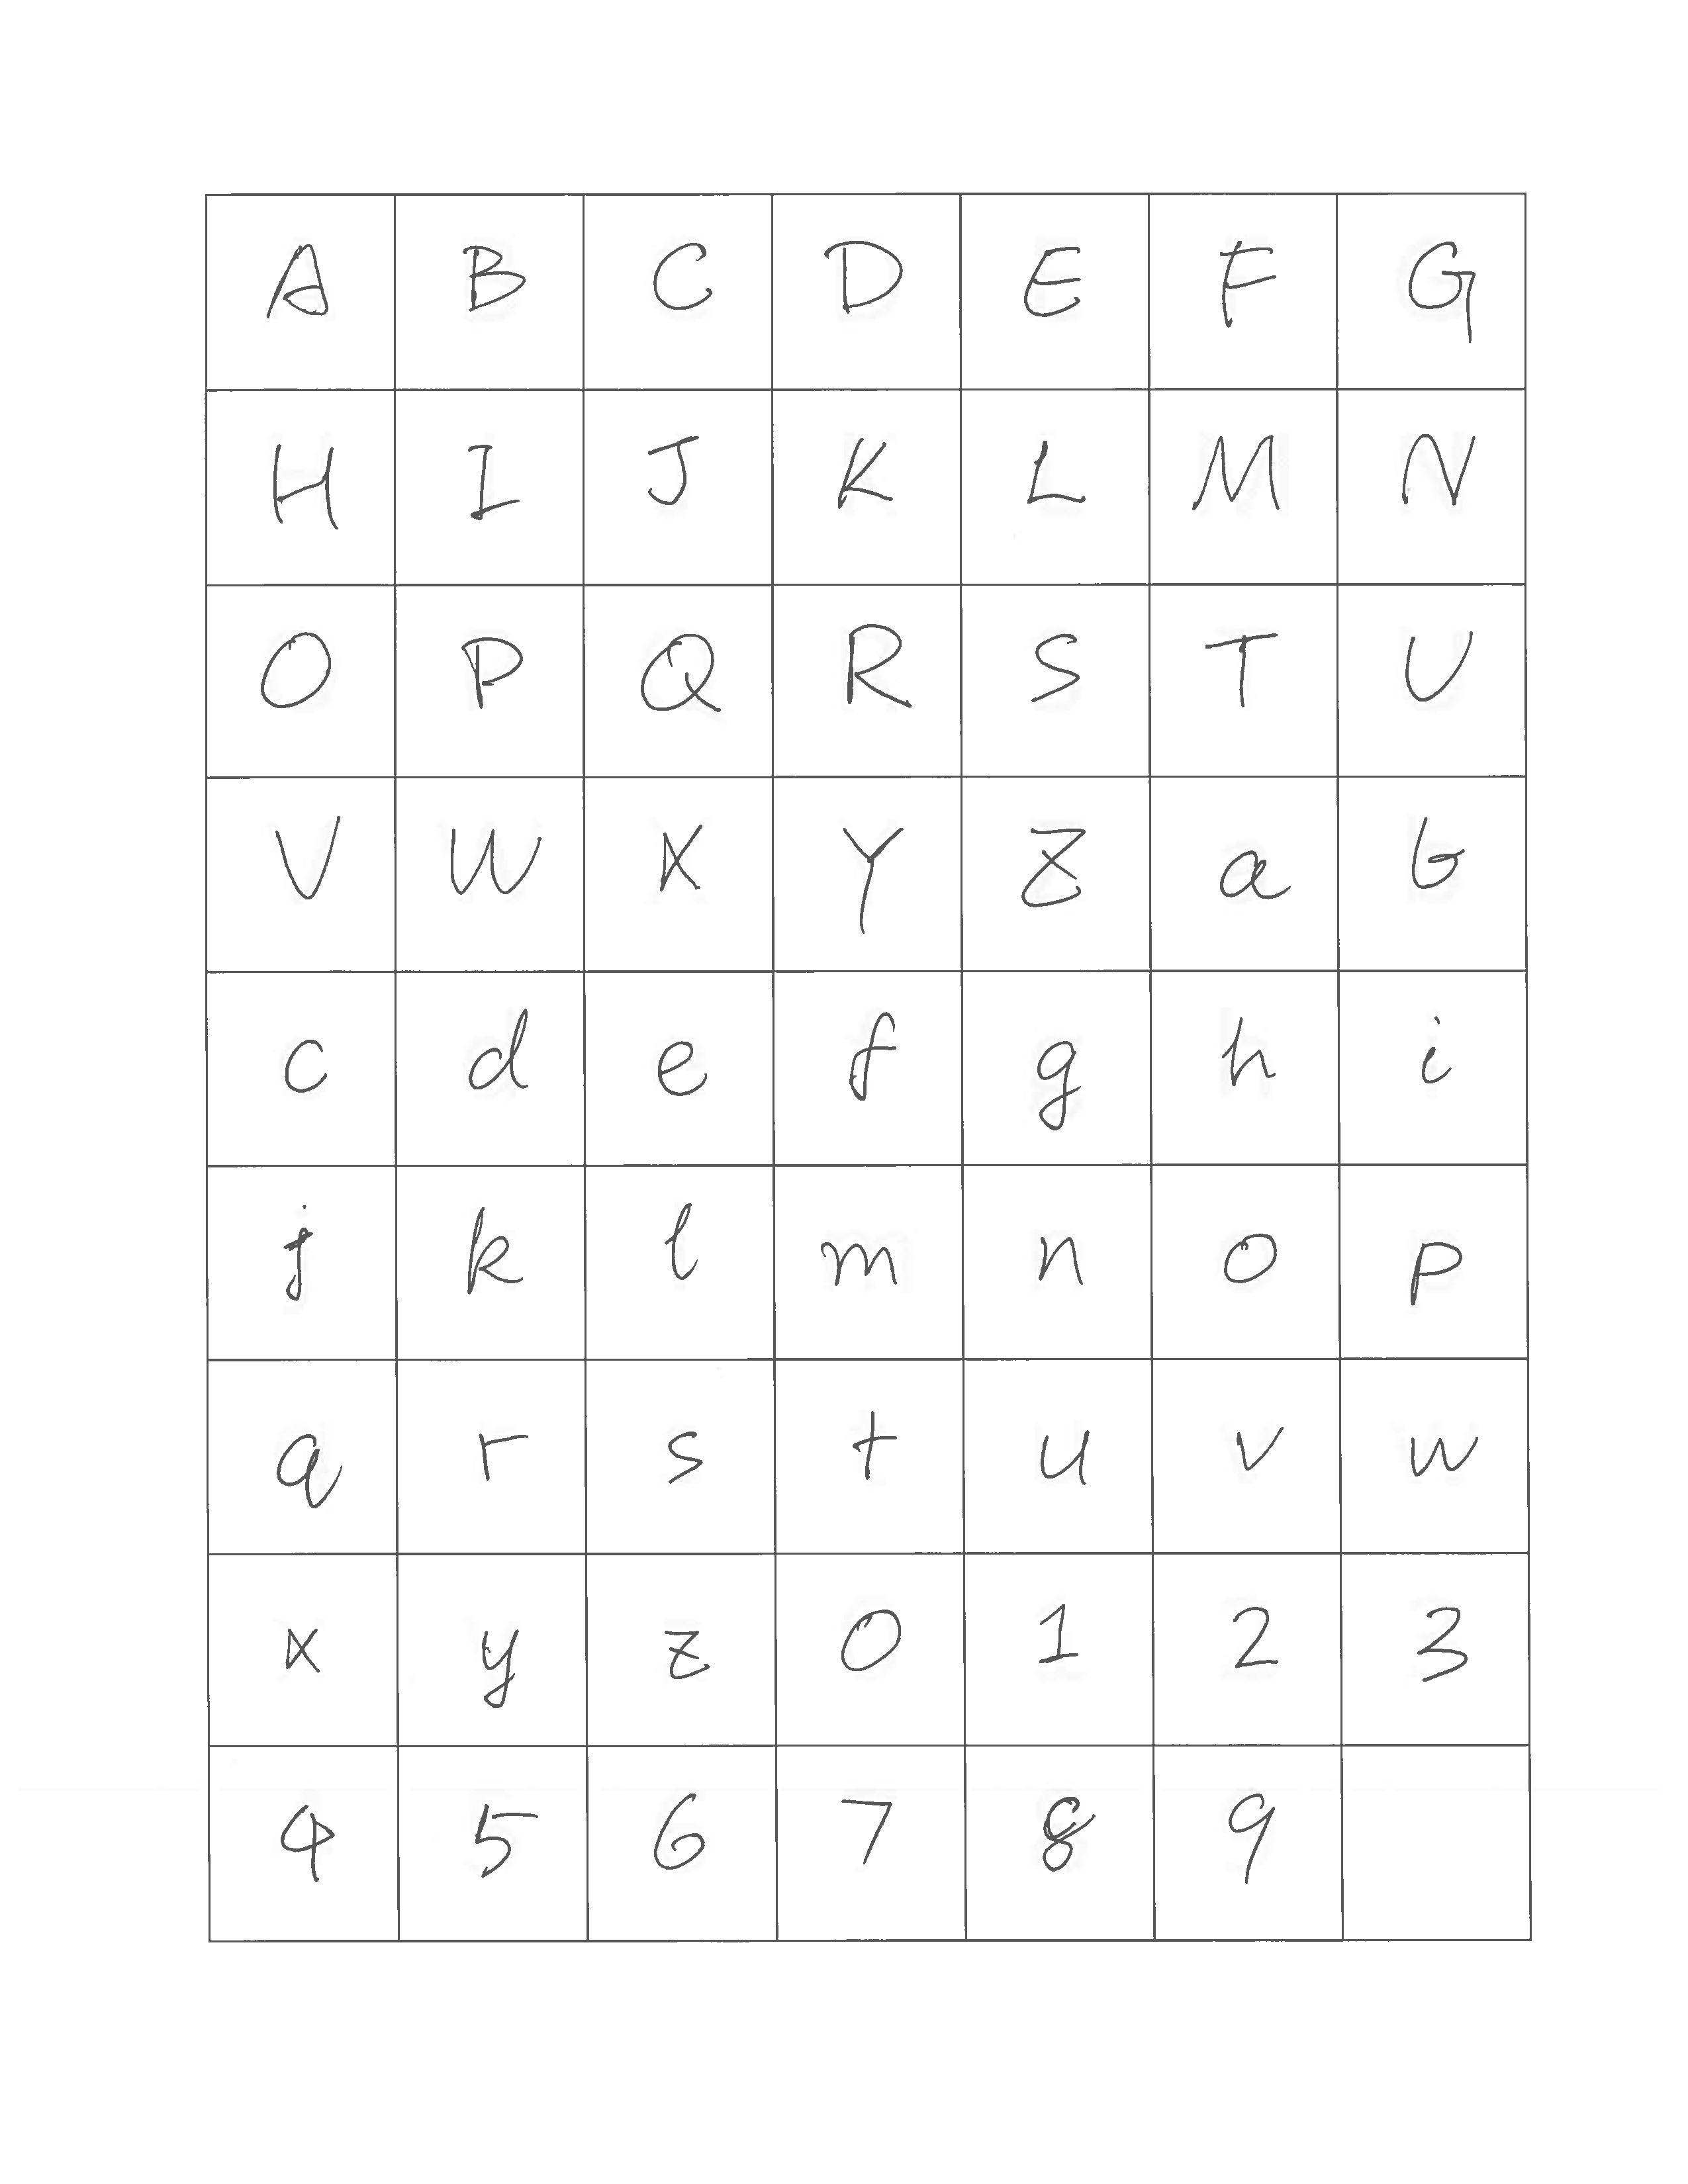 A B C D E F G
H I J K L M N
O P Q R S T U
V W X Y Z a b
c d e f g h i
j k l m n o p
q r s t u v w
x y z 0 1 2 3
4 5 6 7 8 9